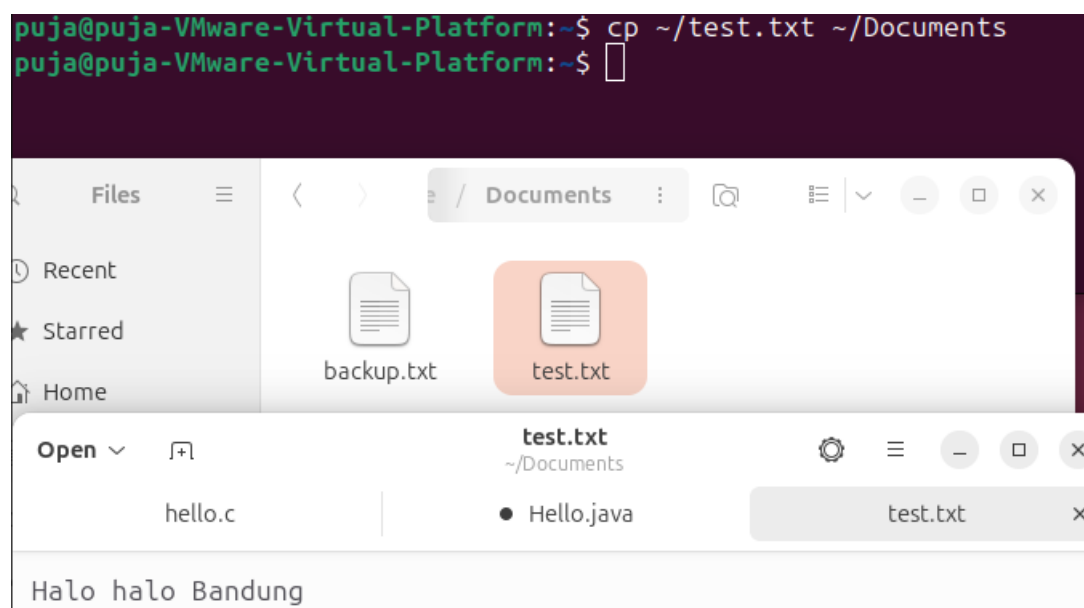 puja@puja-VMware-Virtual-Platform:~$ cp ~/test.txt ~/Documents
puja@puja-VMware-Virtual-Platform:~$
Files
/ Documents
Recent
Starred
Home
backup.txt
test.txt
Open
test.txt
~/Documents
hello.c
Hello.java
test.txt
Halo halo Bandung